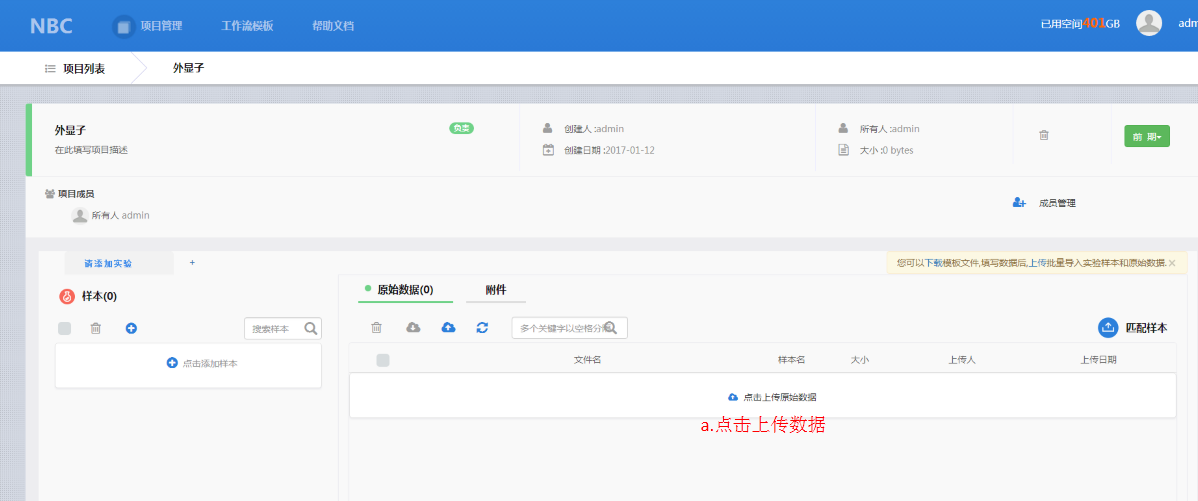 NBC 项目管理 工作流模板 帮助文档 已用空间401GB adm
项目列表 外显子
外显子 负责 创建人:admin 所有人:admin
在此填写项目描述 创建日期:2017-01-12 大小:0 bytes 前 期
项目成员
所有人 admin 成员管理
请添加实验 + 您可以下载模板文件,填写数据后,上传批量导入实验样本和原始数据. ×
样本(0) 原始数据(0) 附件
搜索样本 多个关键字以空格分 匹配样本
文件名 样本名 大小 上传人 上传日期
点击添加样本
点击上传原始数据
a.点击上传数据